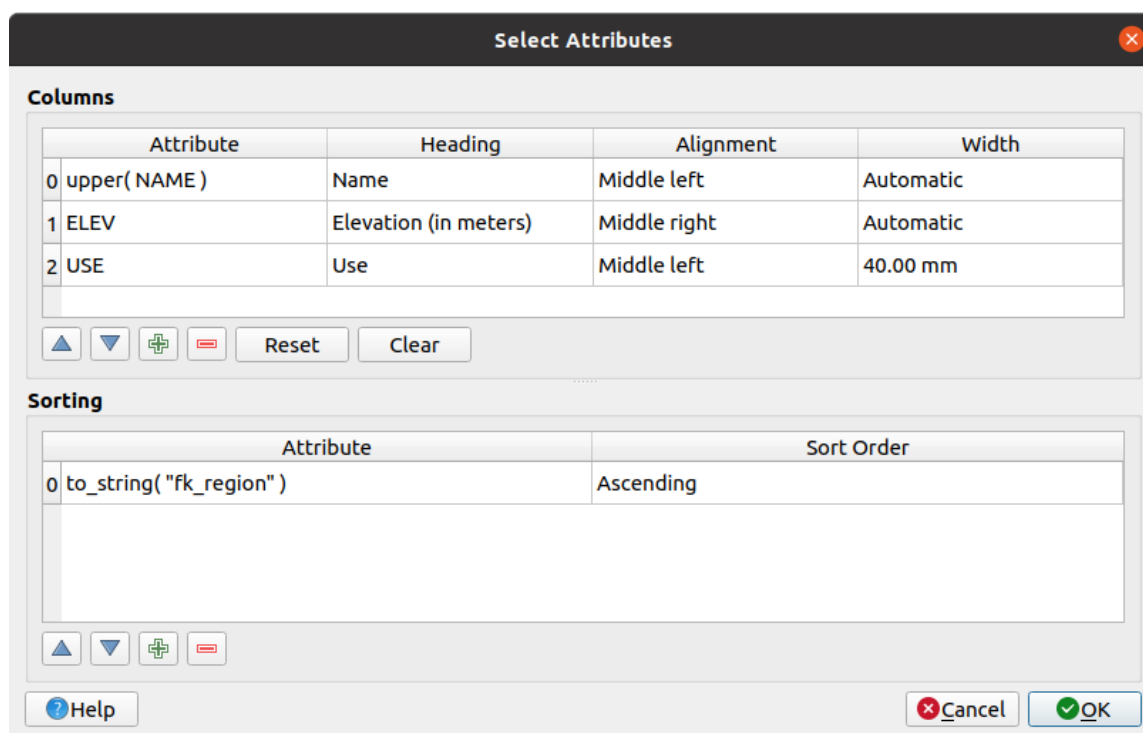 Select Attributes
Columns
Attribute Heading Alignment Width
0 upper( NAME ) Name Middle left Automatic
1 ELEV Elevation (in meters) Middle right Automatic
2 USE Use Middle left 40.00 mm
Reset Clear
Sorting
Attribute Sort Order
0 to_string( "fk_region" ) Ascending
Help Cancel OK